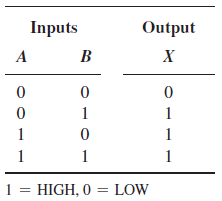 Inputs Output
A B X
0 0 0
0 1 1
1 0 1
1 1 1
1 = HIGH, 0 = LOW